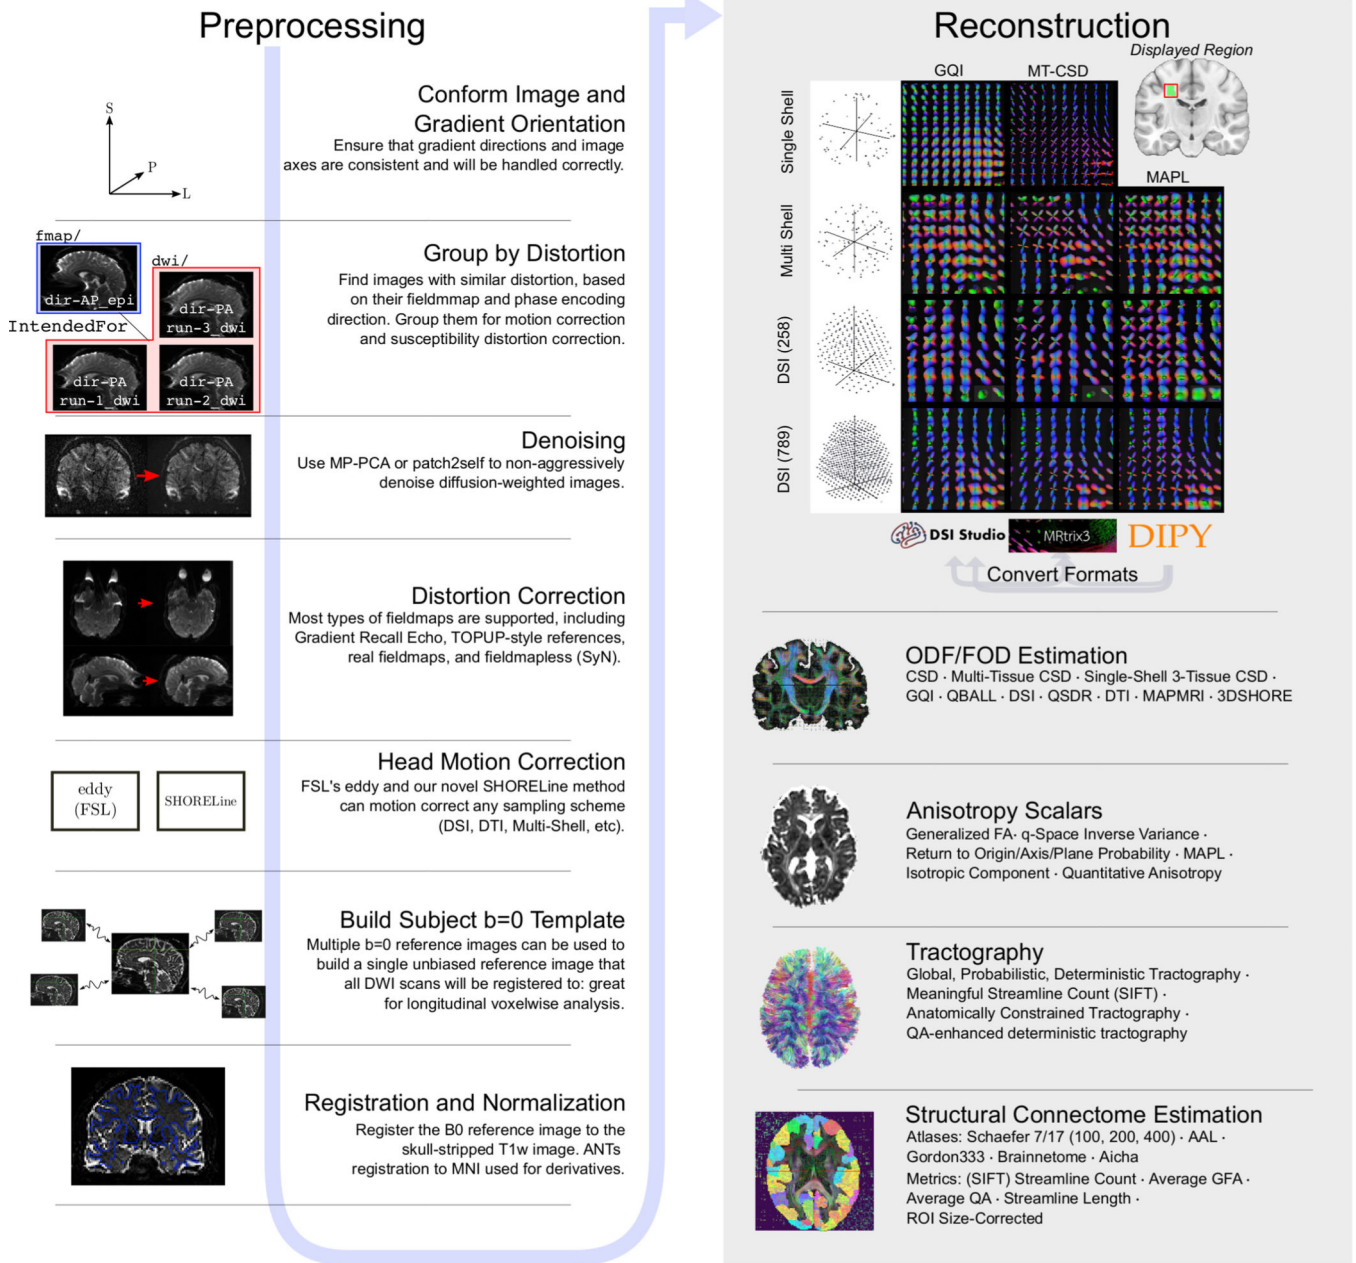 Preprocessing
Conform Image and
Gradient Orientation
Ensure that gradient directions and image
axes are consistent and will be handled correctly.
S
P
L
fmap/
dir-AP_epi
dwi/
dir-PA
run-3_dwi
IntendedFor
dir-PA
run-1_dwi
dir-PA
run-2_dwi
Group by Distortion
Find images with similar distortion, based
on their fieldmmap and phase encoding
direction. Group them for motion correction
and susceptibility distortion correction.
Denoising
Use MP-PCA or patch2self to non-aggressively
denoise diffusion-weighted images.
Distortion Correction
Most types of fieldmaps are supported, including
Gradient Recall Echo, TOPUP-style references,
real fieldmaps, and fieldmapless (SyN).
eddy
(FSL)
SHORELine
Head Motion Correction
FSL's eddy and our novel SHORELine method
can motion correct any sampling scheme
(DSI, DTI, Multi-Shell, etc).
Build Subject b=0 Template
Multiple b=0 reference images can be used to
build a single unbiased reference image that
all DWI scans will be registered to: great
for longitudinal voxelwise analysis.
Registration and Normalization
Register the B0 reference image to the
skull-stripped T1w image. ANTs
registration to MNI used for derivatives.
Reconstruction
Displayed Region
GQI
MT-CSD
MAPL
Single Shell
Multi Shell
DSI (258)
DSI (789)
DSI Studio
MRtrix3
DIPY
Convert Formats
ODF/FOD Estimation
CSD · Multi-Tissue CSD · Single-Shell 3-Tissue CSD ·
GQI · QBALL · DSI · QSDR · DTI · MAPMRI · 3DSHORE
Anisotropy Scalars
Generalized FA· q-Space Inverse Variance ·
Return to Origin/Axis/Plane Probability · MAPL ·
Isotropic Component · Quantitative Anisotropy
Tractography
Global, Probabilistic, Deterministic Tractography ·
Meaningful Streamline Count (SIFT) ·
Anatomically Constrained Tractography ·
QA-enhanced deterministic tractography
Structural Connectome Estimation
Atlases: Schaefer 7/17 (100, 200, 400) · AAL ·
Gordon333 · Brainnetome · Aicha
Metrics: (SIFT) Streamline Count · Average GFA ·
Average QA · Streamline Length ·
ROI Size-Corrected